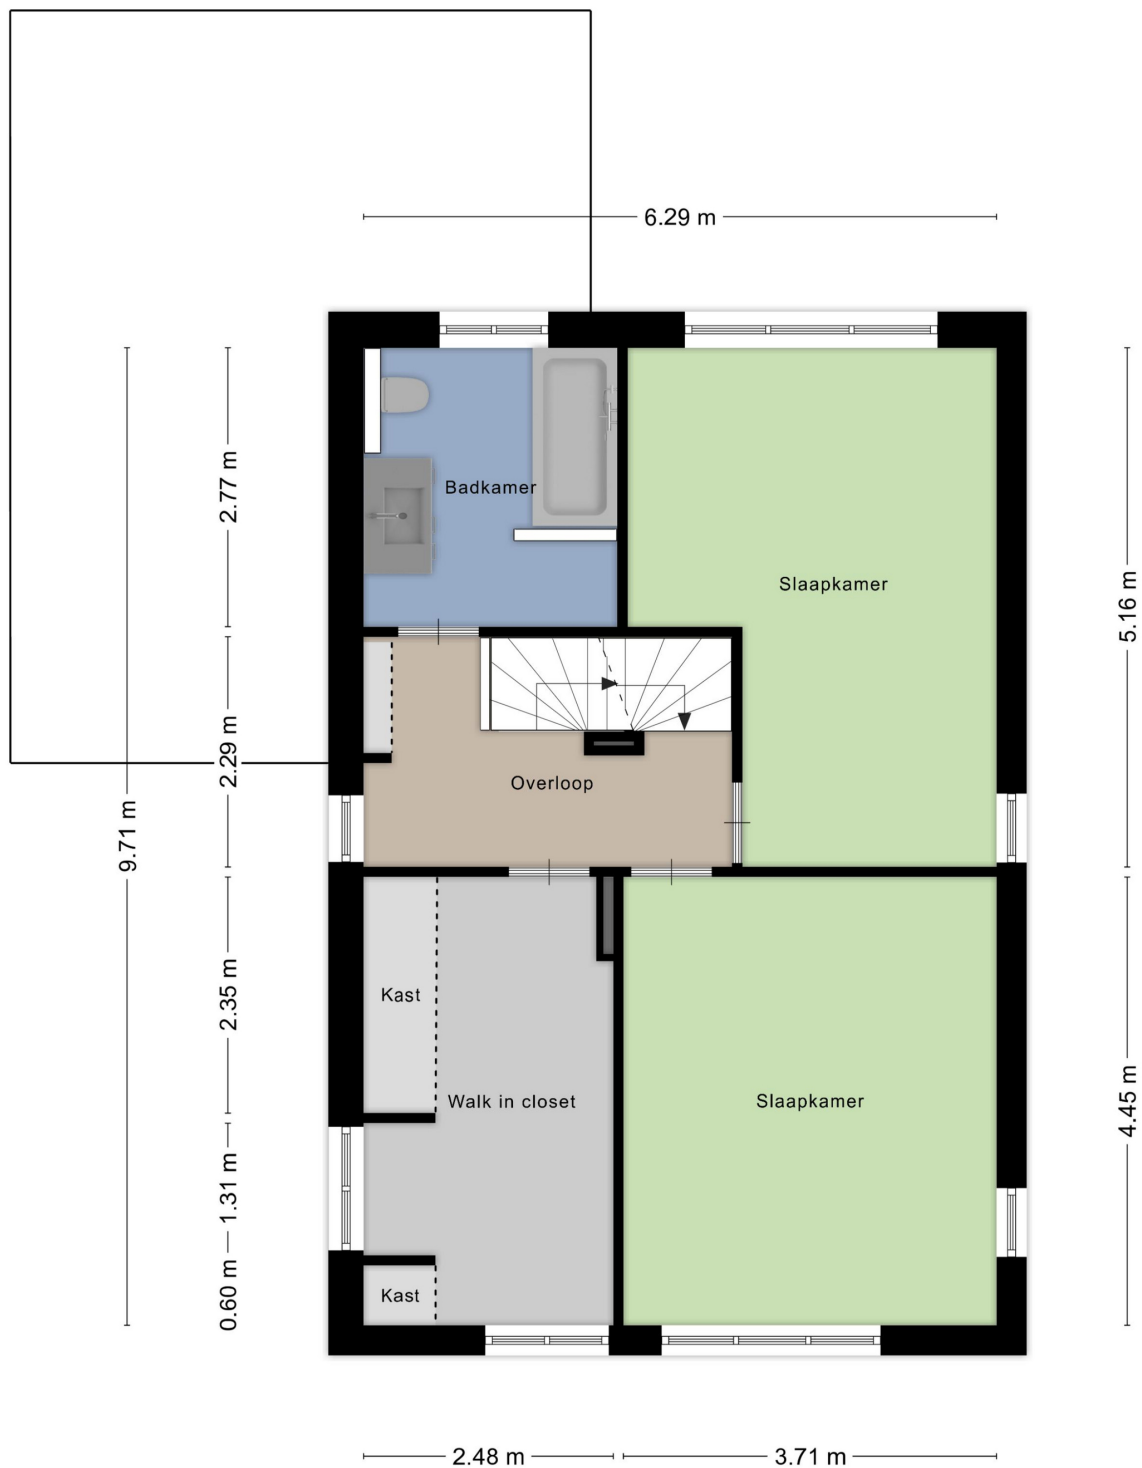 6.29 m
2.77 m
Badkamer
Slaapkamer
5.16 m
2.29 m
Overloop
9.71 m
Kast
2.35 m
Walk in closet
Slaapkamer
4.45 m
1.31 m
0.60 m
Kast
2.48 m
3.71 m